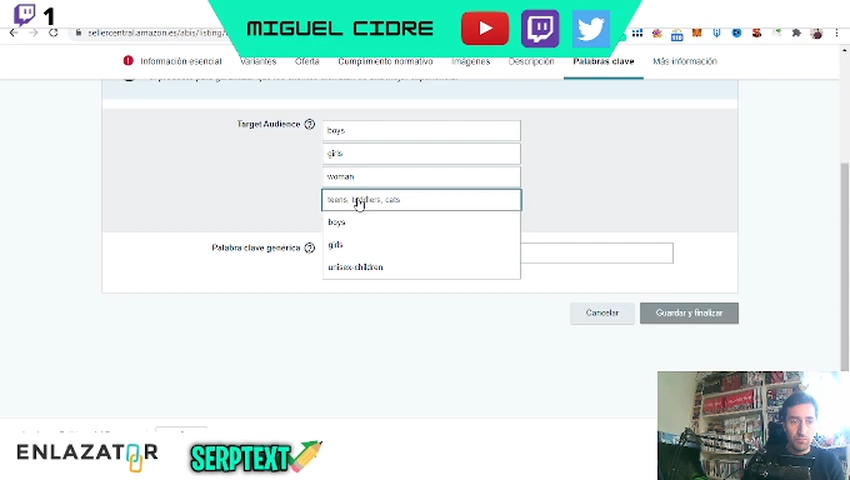 1
MIGUEL CIDRE
sellercentral.amazon.es/abis/listing/
Información esencial
Variantes
Oferta
Cumplimiento normativo
Imágenes
Descripción
Palabras clave
Más información
Target Audience
boys
girls
woman
teens, toddlers, cats
boys
girls
unisex-children
Palabra clave genérica
Cancelar
Guardar y finalizar
ENLAZATOR
SERPTEXT